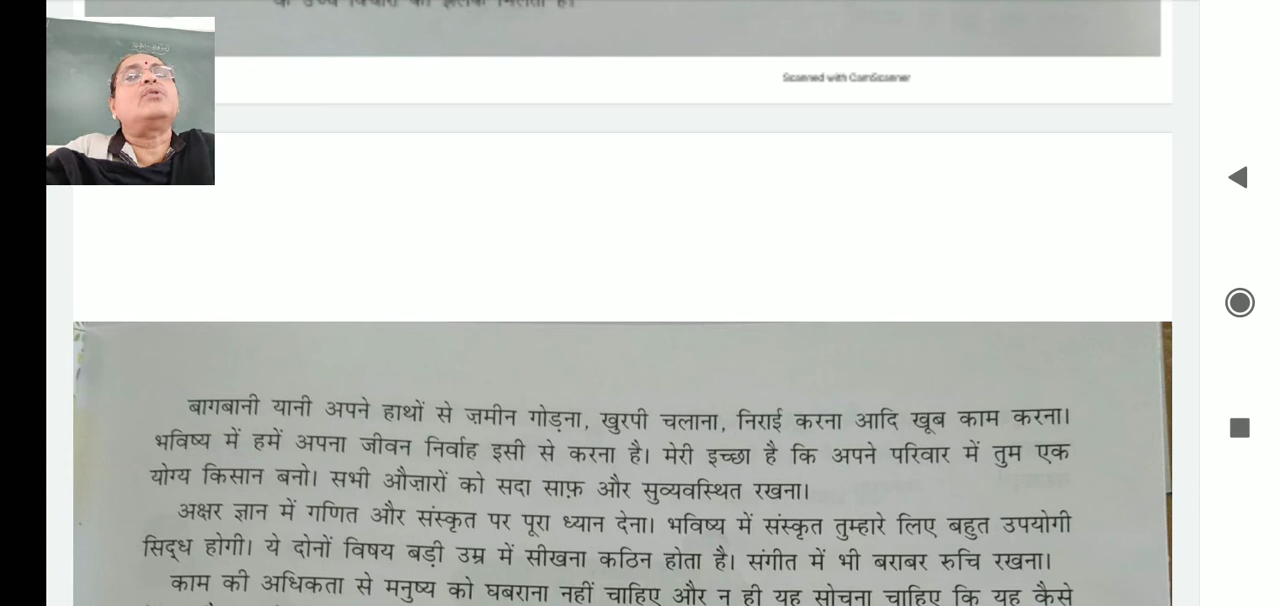 Scanned with CamScanner
बागबानी यानी अपने हाथों से ज़मीन गोड़ना, खुरपी चलाना, निराई करना आदि खूब काम करना।
भविष्य में हमें अपना जीवन निर्वाह इसी से करना है। मेरी इच्छा है कि अपने परिवार में तुम एक
योग्य किसान बनो। सभी औज़ारों को सदा साफ़ और सुव्यवस्थित रखना।
अक्षर ज्ञान में गणित और संस्कृत पर पूरा ध्यान देना। भविष्य में संस्कृत तुम्हारे लिए बहुत उपयोगी
सिद्ध होगी। ये दोनों विषय बड़ी उम्र में सीखना कठिन होता है। संगीत में भी बराबर रुचि रखना।
काम की अधिकता से मनुष्य को घबराना नहीं चाहिए और न ही यह सोचना चाहिए कि यह कैसे